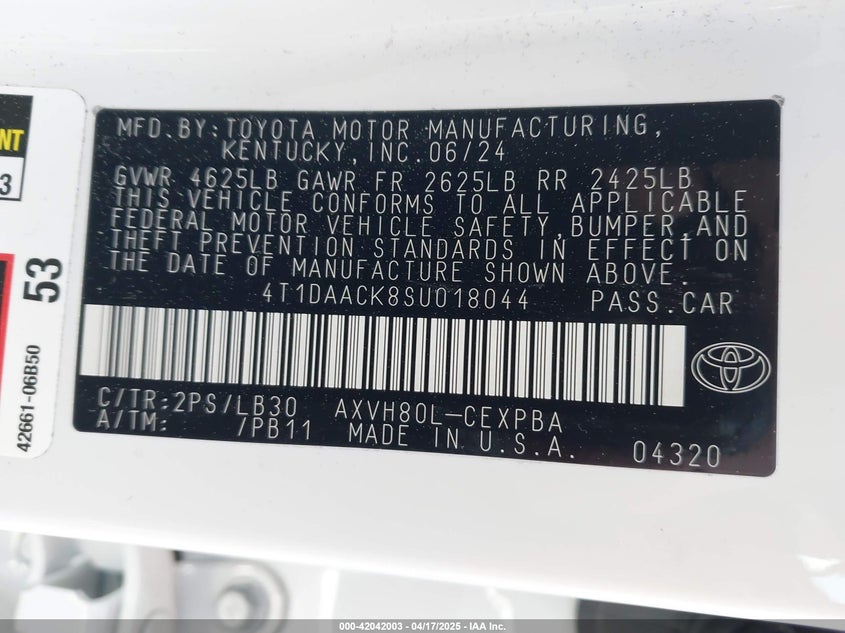 NT
3
53
42661-06B50
MFD.BY:TOYOTA MOTOR MANUFACTURING,
KENTUCKY,INC.06/24
GVWR 4625LB GAWR FR 2625LB RR 2425LB
THIS VEHICLE CONFORMS TO ALL APPLICABLE
FEDERAL MOTOR VEHICLE SAFETY,BUMPER,AND
THEFT PREVENTION STANDARDS IN EFFECT ON
THE DATE OF MANUFACTURE SHOWN ABOVE.
4T1DAACK8SU018044 PASS.CAR
C/TR:2PS/LB30 AXVH80L-CEXPBA
A/TM: /PB11 MADE IN U.S.A. 04320
000-42042003 - 04/17/2025 - IAA Inc.